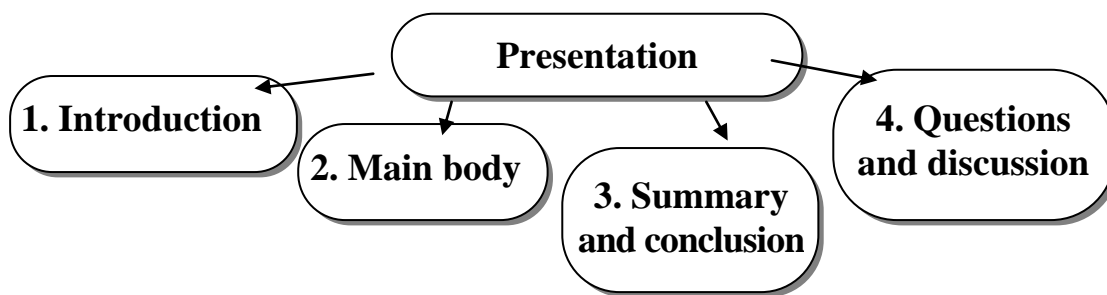 Presentation
1. Introduction
2. Main body
3. Summary
and conclusion
4. Questions
and discussion